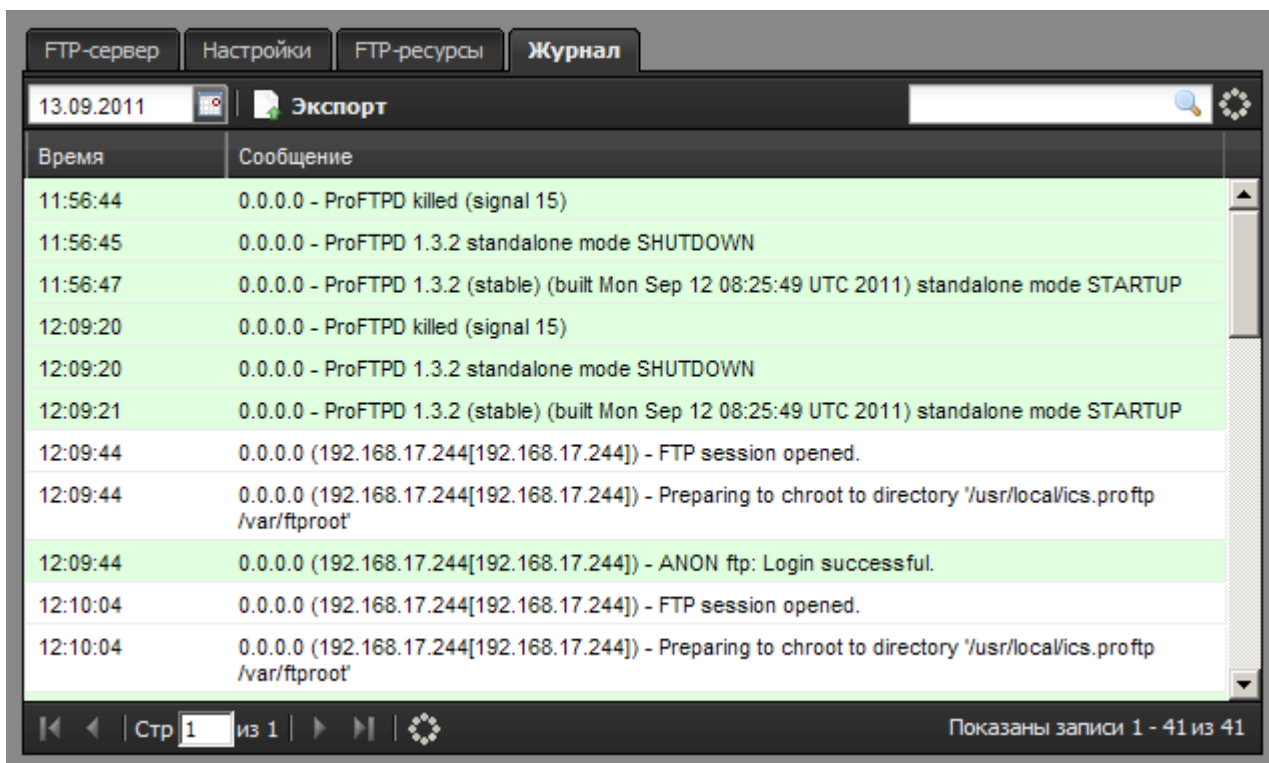 FTP-сервер Настройки FTP-ресурсы Журнал
13.09.2011 Экспорт
Время Сообщение
11:56:44 0.0.0.0 - ProFTPD killed (signal 15)
11:56:45 0.0.0.0 - ProFTPD 1.3.2 standalone mode SHUTDOWN
11:56:47 0.0.0.0 - ProFTPD 1.3.2 (stable) (built Mon Sep 12 08:25:49 UTC 2011) standalone mode STARTUP
12:09:20 0.0.0.0 - ProFTPD killed (signal 15)
12:09:20 0.0.0.0 - ProFTPD 1.3.2 standalone mode SHUTDOWN
12:09:21 0.0.0.0 - ProFTPD 1.3.2 (stable) (built Mon Sep 12 08:25:49 UTC 2011) standalone mode STARTUP
12:09:44 0.0.0.0 (192.168.17.244[192.168.17.244]) - FTP session opened.
12:09:44 0.0.0.0 (192.168.17.244[192.168.17.244]) - Preparing to chroot to directory '/usr/local/ics.proftp
/var/ftproot'
12:09:44 0.0.0.0 (192.168.17.244[192.168.17.244]) - ANON ftp: Login successful.
12:10:04 0.0.0.0 (192.168.17.244[192.168.17.244]) - FTP session opened.
12:10:04 0.0.0.0 (192.168.17.244[192.168.17.244]) - Preparing to chroot to directory '/usr/local/ics.proftp
/var/ftproot'
Стр 1 из 1 Показаны записи 1 - 41 из 41